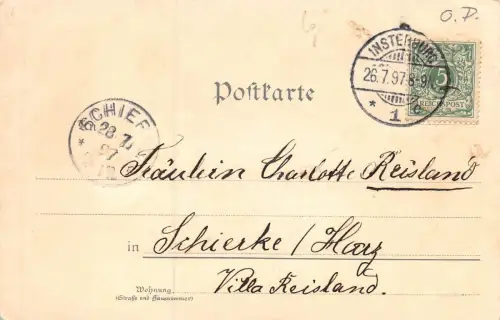 O.P.
INSTERBURG
26.7.97.8-9
* 1 c
5
REICHSPOST
Postkarte
SCHIER
28 7
97
Fräulein Charlotte Reisland
in Schierke / Harz
Villa Reisland.
Wohnung
(Straße und Hausnummer)